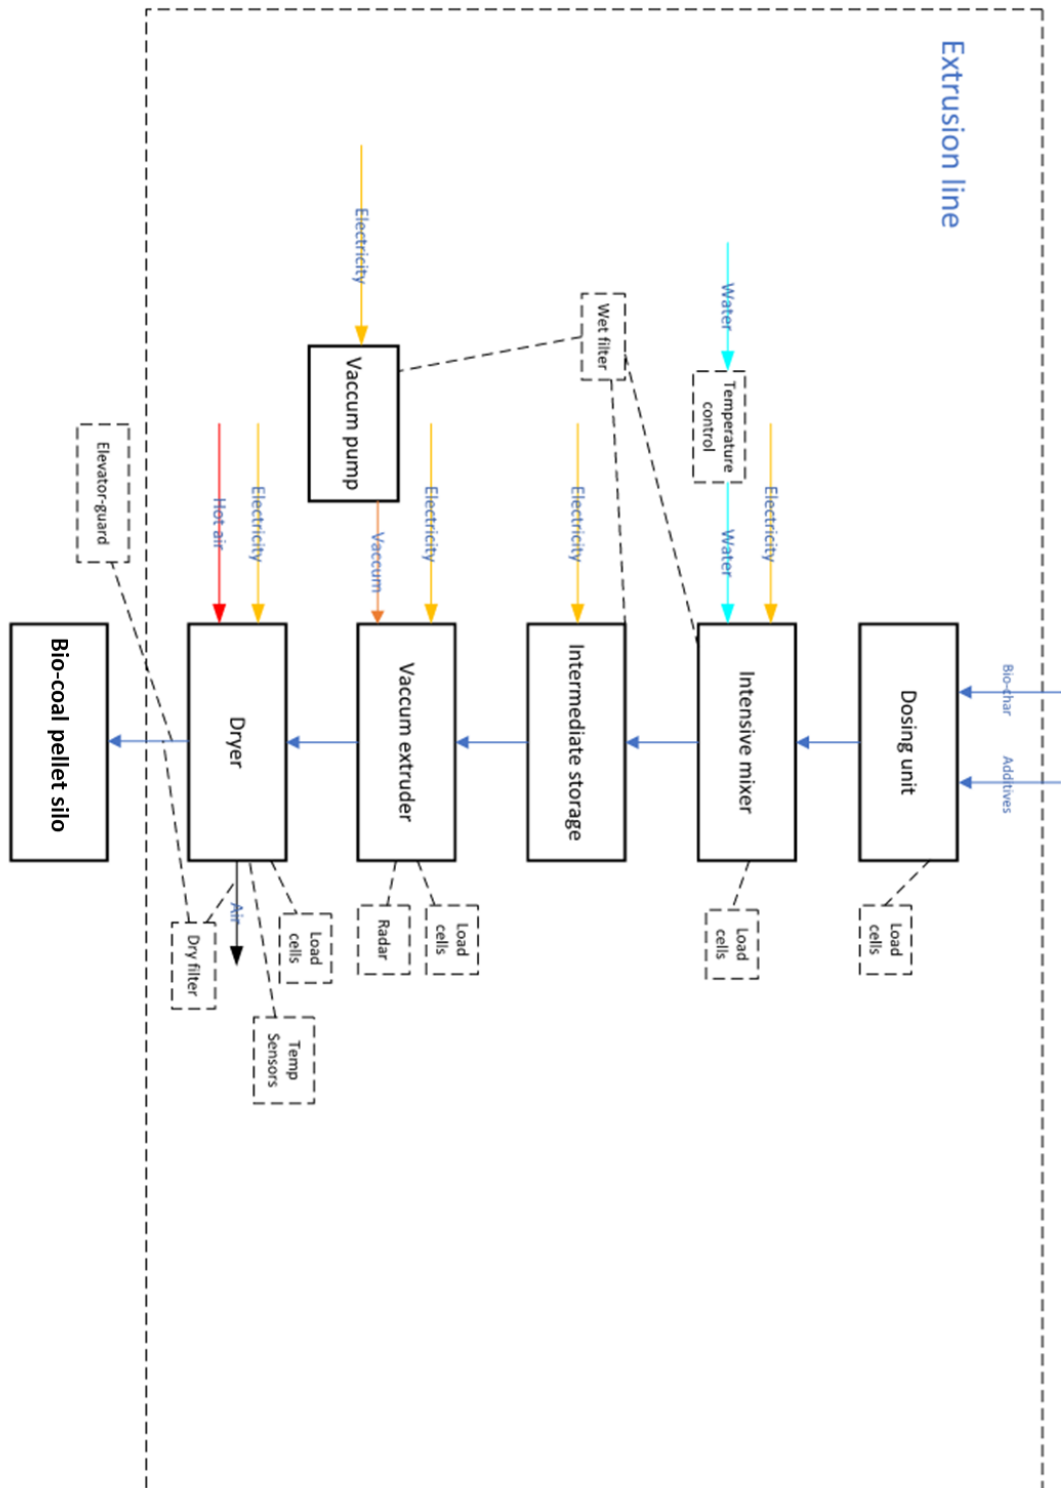 Extrusion line
Bio-char
Additives
Dosing unit
Load
cells
Water
Temperature
control
Water
Electricity
Intensive mixer
Load
cells
Wet filter
Electricity
Intermediate storage
Electricity
Vaccum pump
Vaccum
Electricity
Vaccum extruder
Load
cells
Radar
Hot air
Electricity
Dryer
Air
Load
cells
Temp
Sensors
Dry filter
Elevator-guard
Bio-coal pellet silo